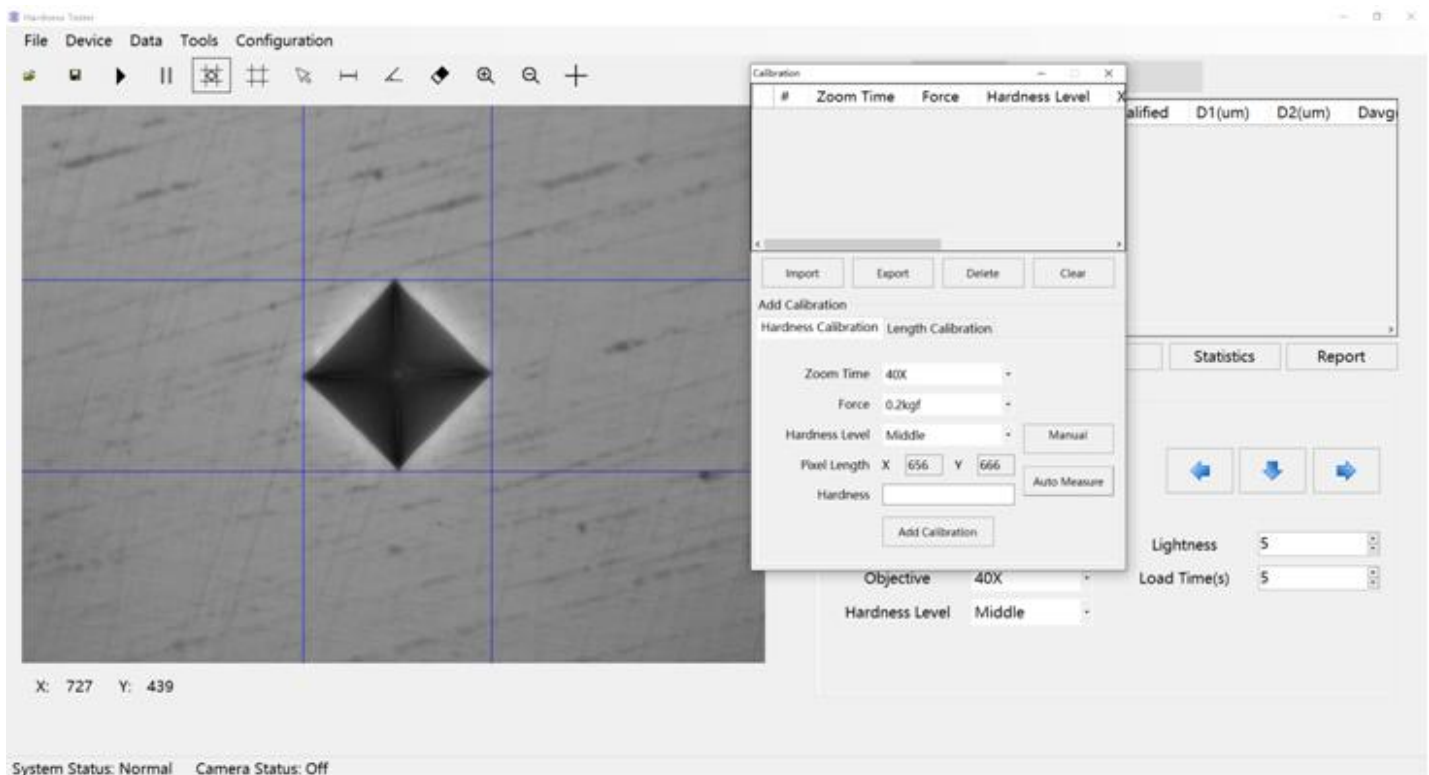 Hardness Tester
File Device Data Tools Configuration
Calibration
# Zoom Time Force Hardness Level X
alified D1(um) D2(um) Davg
Import Export Delete Clear
Add Calibration
Hardness Calibration Length Calibration
Statistics Report
Zoom Time 40X
Force 0.2kgf
Hardness Level Middle Manual
Pixel Length X 656 Y 666
Auto Measure
Hardness
Add Calibration
Lightness 5
Objective 40X Load Time(s) 5
Hardness Level Middle
X: 727 Y: 439
System Status: Normal Camera Status: Off